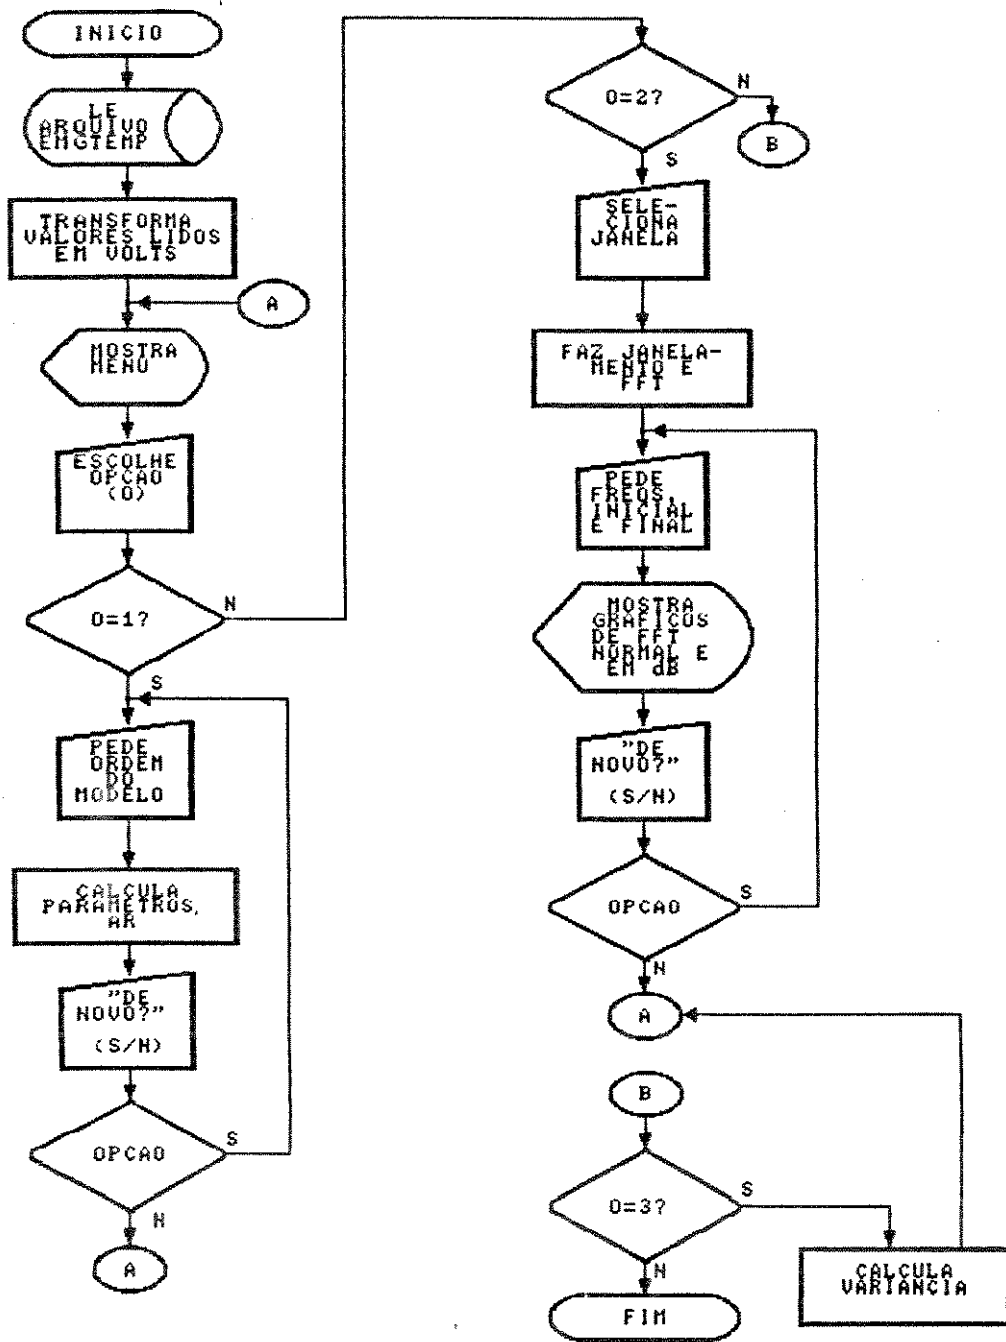 INICIO
LE
ARQUIVO
EMGTEMP
TRANSFORMA
VALORES LIDOS
EM VOLTS
A
MOSTRA
MENU
ESCOLHE
OPCAO
(O)
O=1?
N
S
PEDE
ORDEM
DO
MODELO
CALCULA
PARAMETROS,
AR
"DE
NOVO?"
(S/N)
OPCAO
S
N
A
O=2?
N
B
S
SELE-
CIONA
JANELA
FAZ JANELA-
MENTO E
FFT
PEDE
FREQS,
INICIAL
E FINAL
MOSTRA
GRAFICOS
DE FFT
NORMAL E
EM dB
"DE
NOVO?"
(S/N)
OPCAO
S
N
A
B
O=3?
S
N
CALCULA
VARIANCIA
FIM